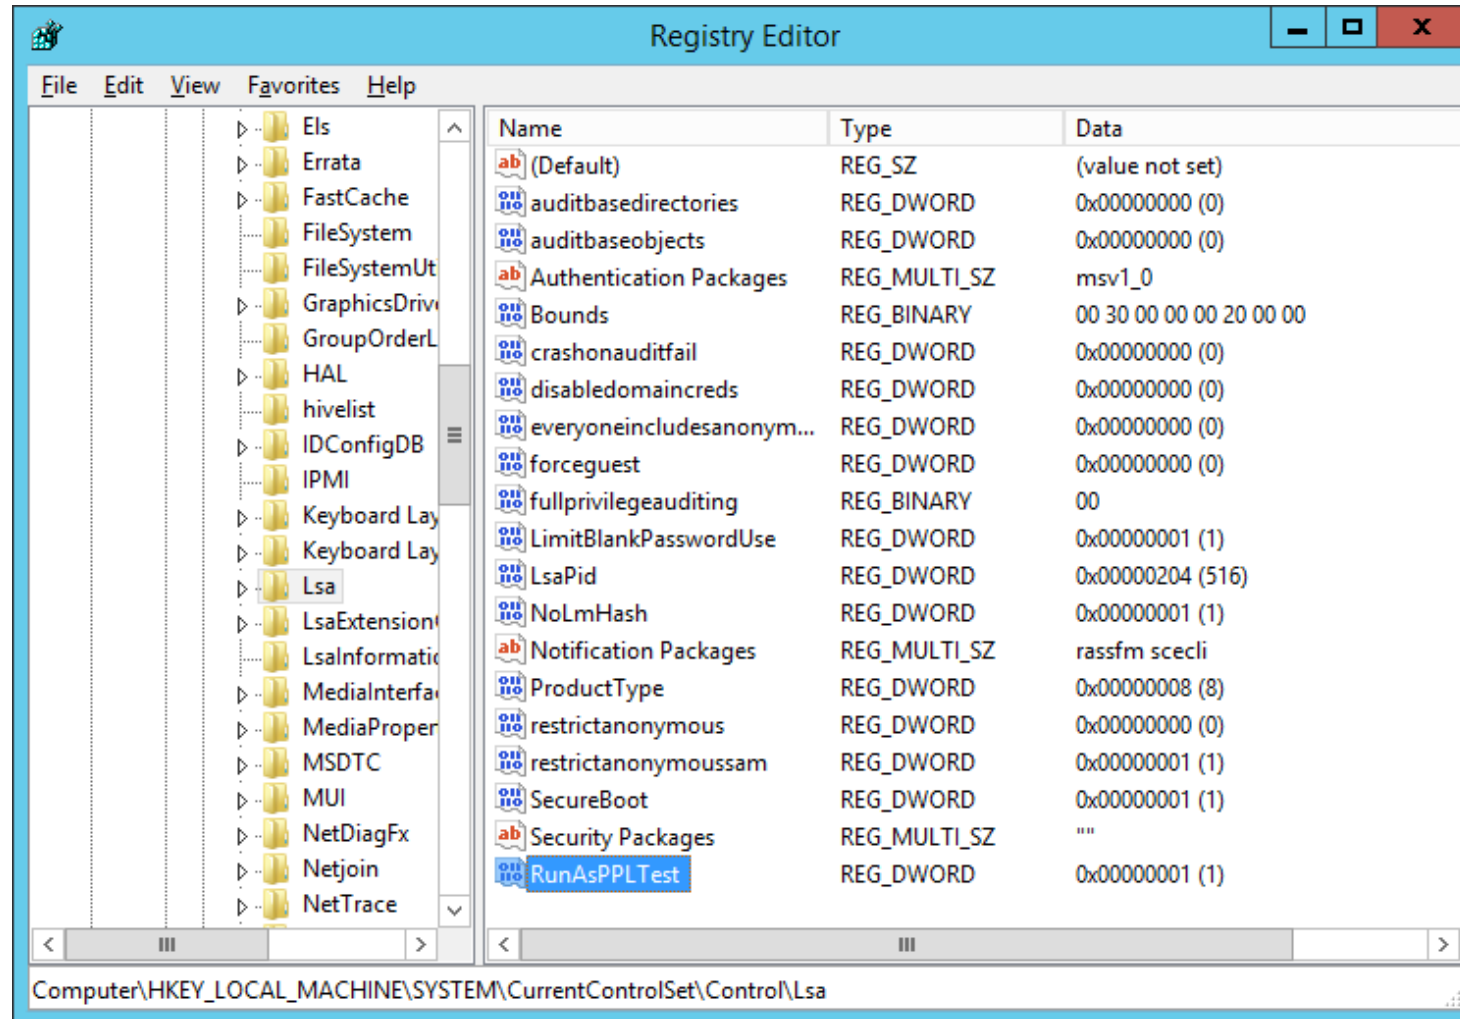 Registry Editor
File Edit View Favorites Help
Els
Errata
FastCache
FileSystem
FileSystemUt
GraphicsDriv
GroupOrderL
HAL
hivelist
IDConfigDB
IPMI
Keyboard Lay
Keyboard Lay
Lsa
LsaExtension
LsaInformatic
MediaInterfa
MediaProper
MSDTC
MUI
NetDiagFx
Netjoin
NetTrace
Name Type Data
(Default) REG_SZ (value not set)
auditbasedirectories REG_DWORD 0x00000000 (0)
auditbaseobjects REG_DWORD 0x00000000 (0)
Authentication Packages REG_MULTI_SZ msv1_0
Bounds REG_BINARY 00 30 00 00 00 20 00 00
crashonauditfail REG_DWORD 0x00000000 (0)
disabledomaincreds REG_DWORD 0x00000000 (0)
everyoneincludesanonym... REG_DWORD 0x00000000 (0)
forceguest REG_DWORD 0x00000000 (0)
fullprivilegeauditing REG_BINARY 00
LimitBlankPasswordUse REG_DWORD 0x00000001 (1)
LsaPid REG_DWORD 0x00000204 (516)
NoLmHash REG_DWORD 0x00000001 (1)
Notification Packages REG_MULTI_SZ rassfm scecli
ProductType REG_DWORD 0x00000008 (8)
restrictanonymous REG_DWORD 0x00000000 (0)
restrictanonymoussam REG_DWORD 0x00000001 (1)
SecureBoot REG_DWORD 0x00000001 (1)
Security Packages REG_MULTI_SZ ""
RunAsPPLTest REG_DWORD 0x00000001 (1)
Computer\HKEY_LOCAL_MACHINE\SYSTEM\CurrentControlSet\Control\Lsa